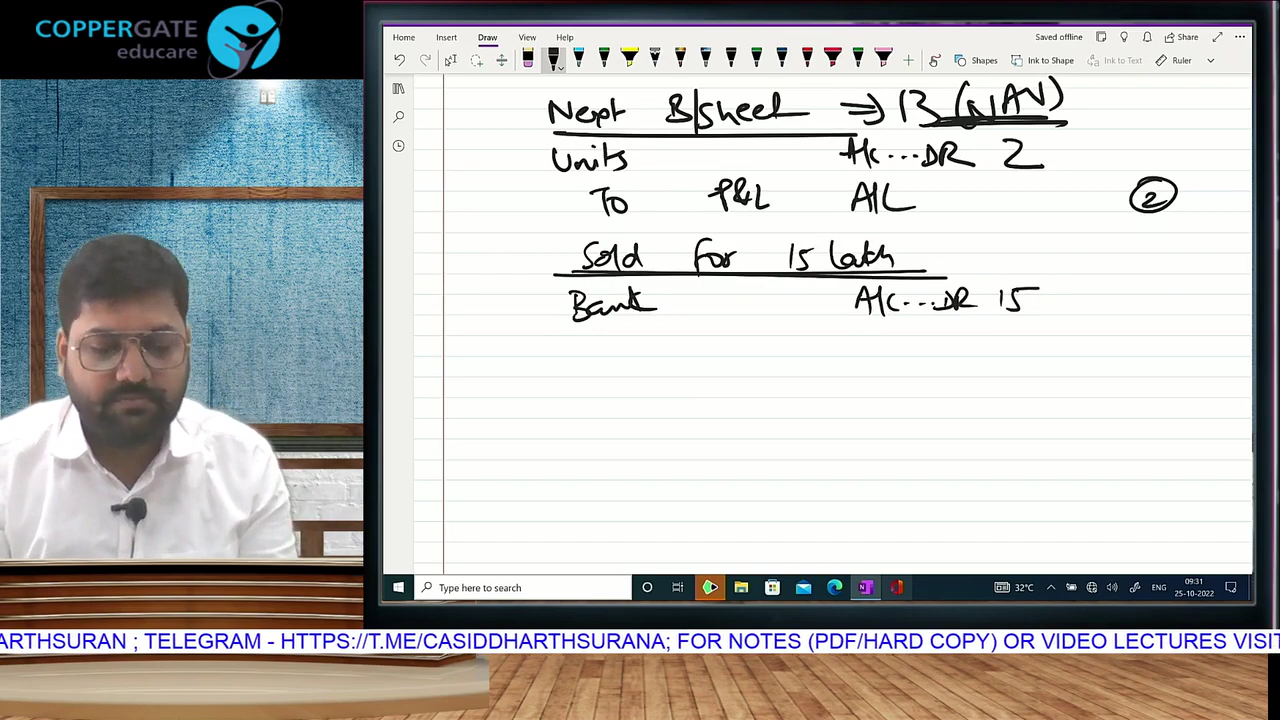 COPPERGATE
educare
Home Insert Draw View Help
Saved offline
Share
Shapes
Ink to Shape
Ink to Text
Ruler
Next B/Sheet ⇒ 13 (NAV)
Units A/c...DR 2
To P&L A/c 2
Sold for 15 lakh
Bank A/c...DR 15
Type here to search
32°C
ENG
09:31
25-10-2022
ARTHSURAN ; TELEGRAM - HTTPS://T.ME/CASIDDHARTHSURANA; FOR NOTES (PDF/HARD COPY) OR VIDEO LECTURES VISIT